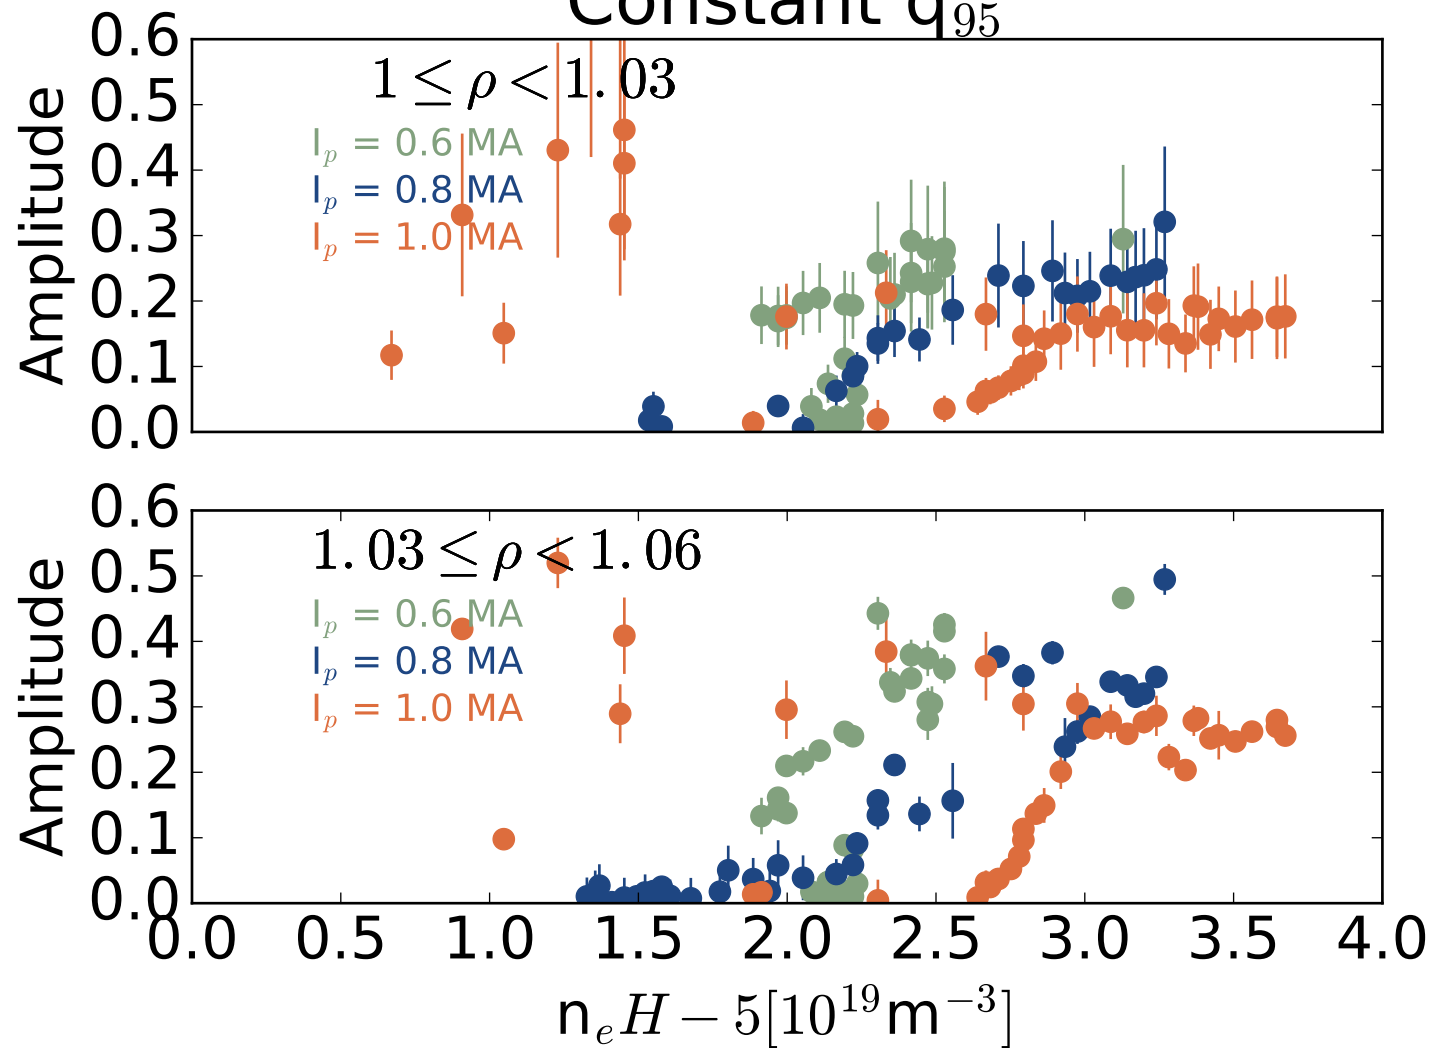 Constant q₉₅
0.6
0.5
0.4
0.3
0.2
0.1
0.0
Amplitude
1 ≤ ρ < 1.03
Iₚ = 0.6 MA
Iₚ = 0.8 MA
Iₚ = 1.0 MA
0.6
0.5
0.4
0.3
0.2
0.1
0.0
Amplitude
1.03 ≤ ρ < 1.06
Iₚ = 0.6 MA
Iₚ = 0.8 MA
Iₚ = 1.0 MA
0.0 0.5 1.0 1.5 2.0 2.5 3.0 3.5 4.0
nₑH − 5[10¹⁹m⁻³]